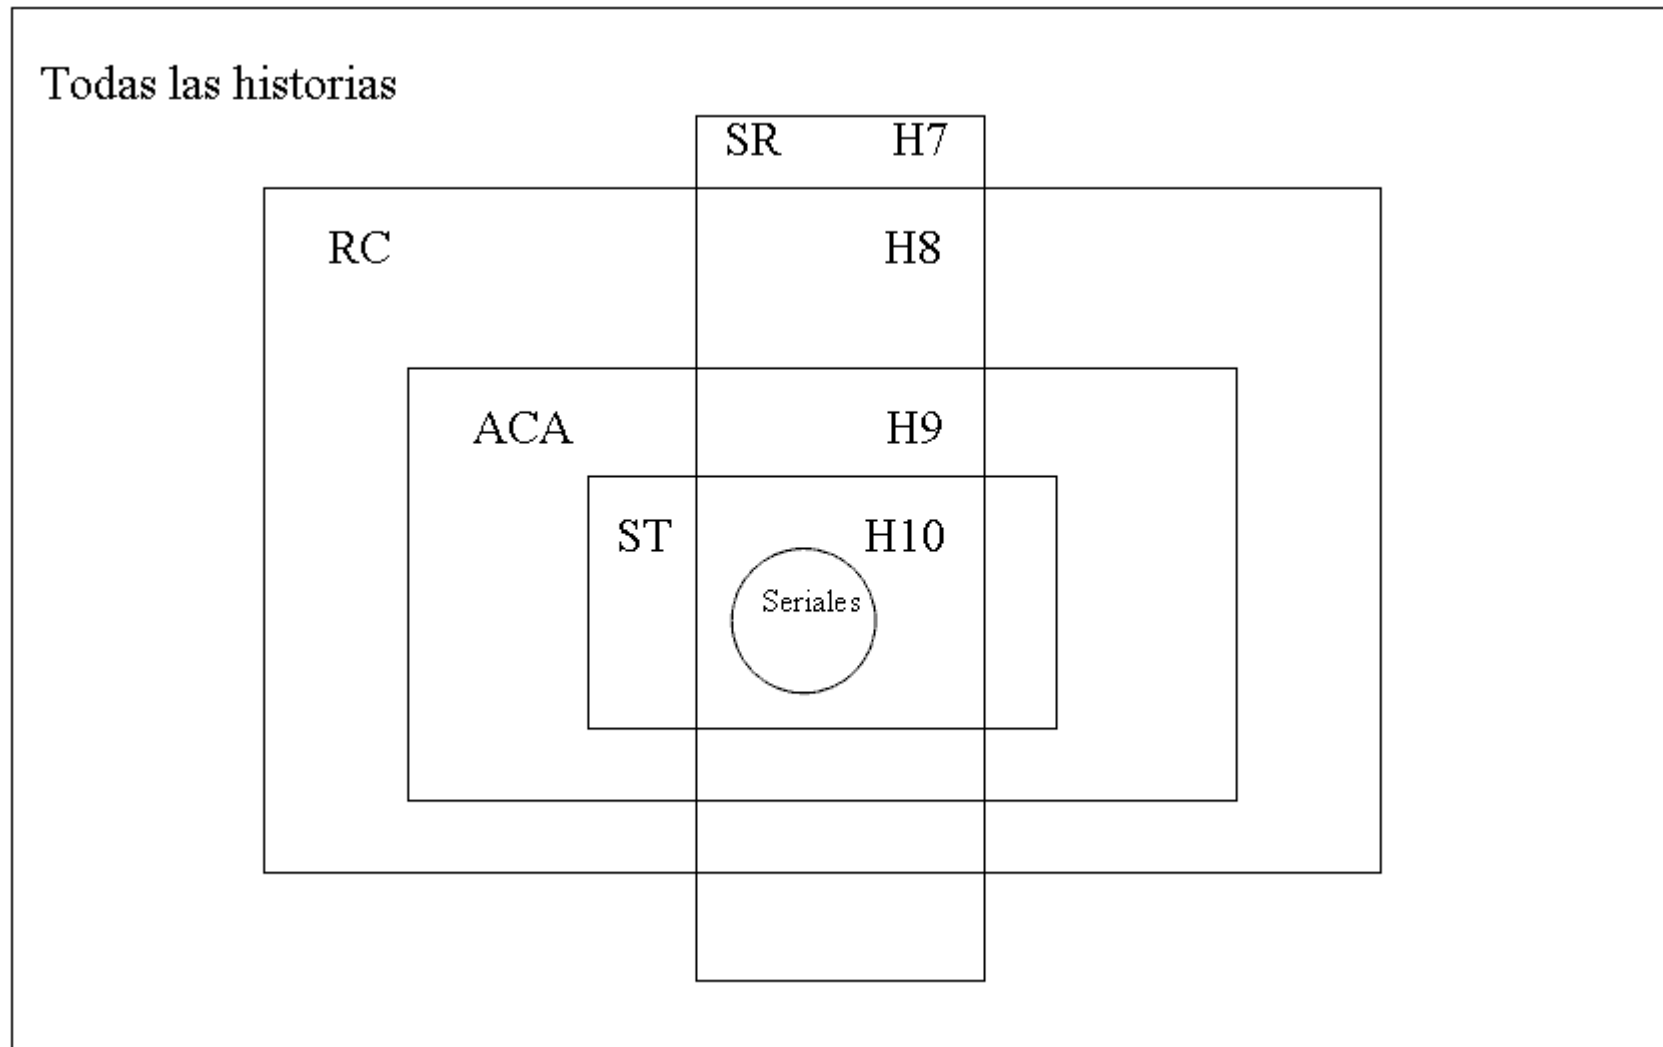 Todas las historias
SR H7
RC H8
ACA H9
ST H10
Seriales